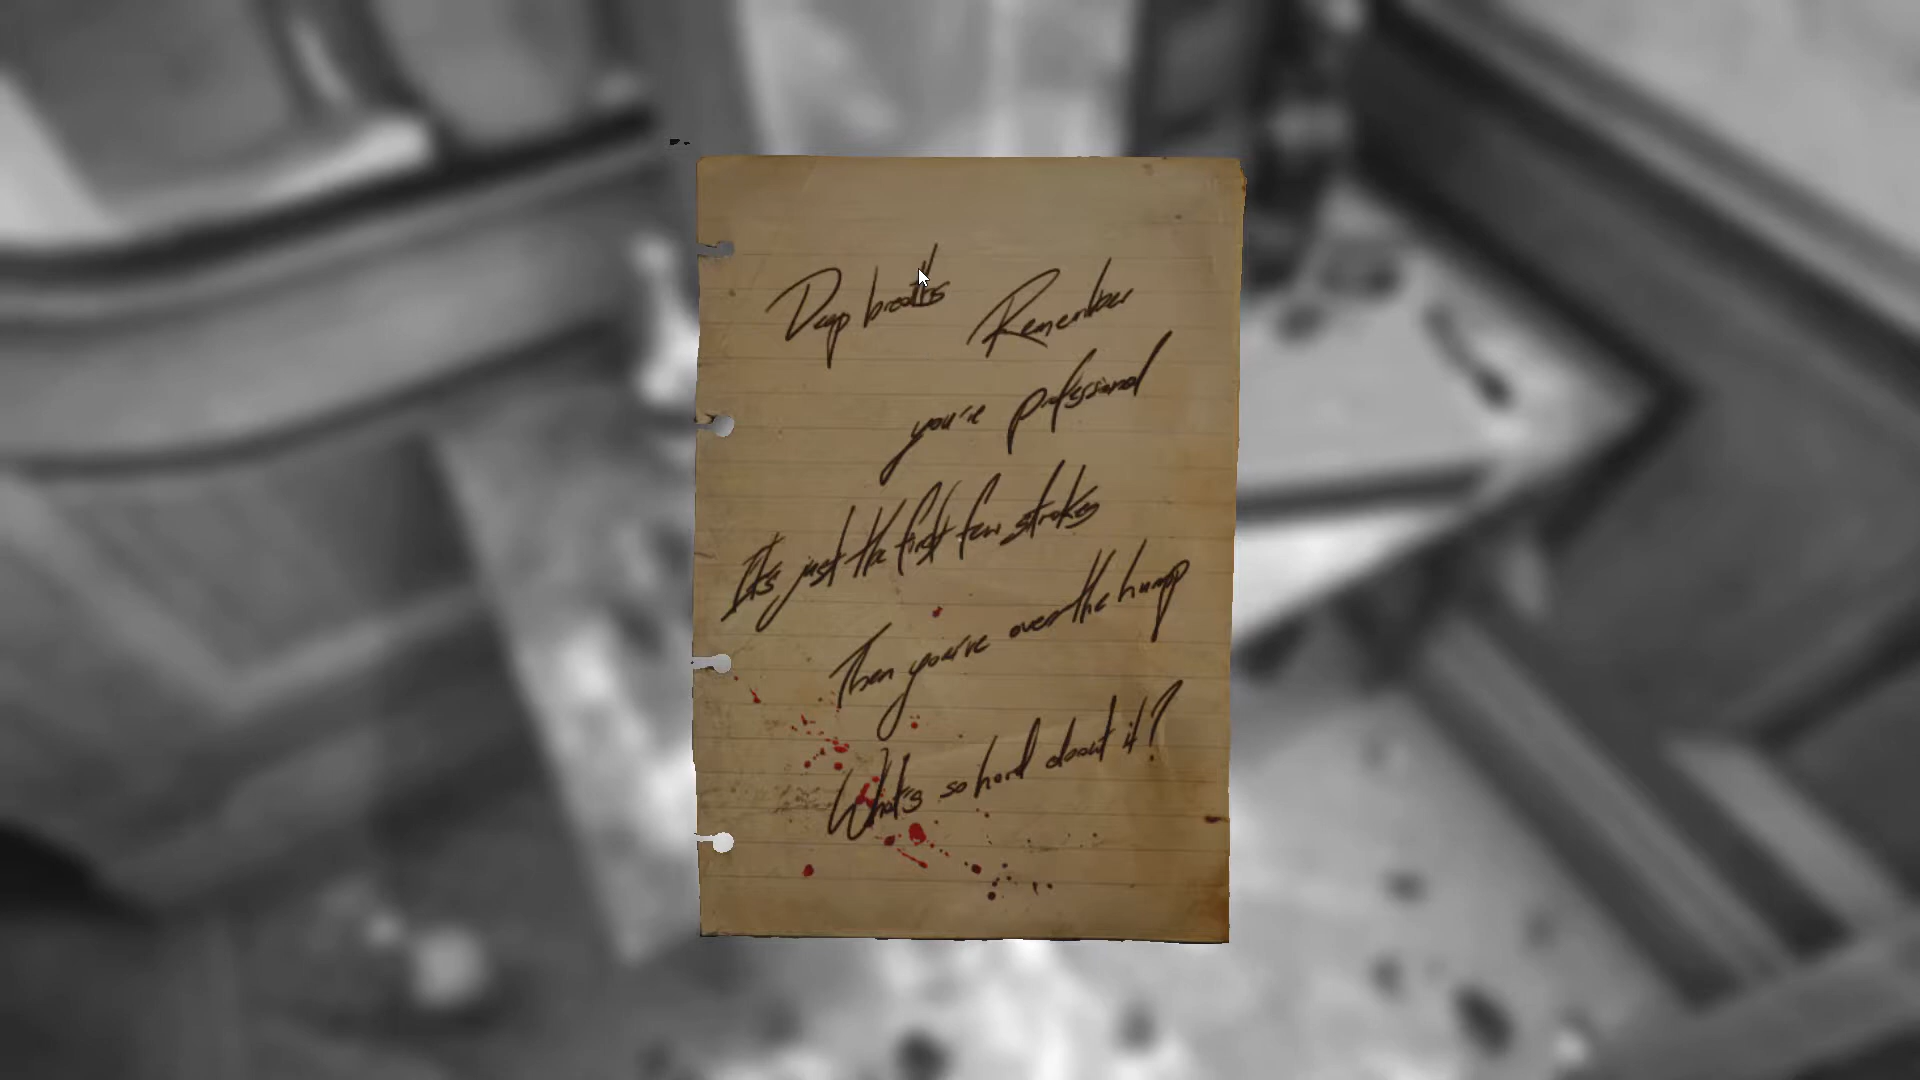 Deep breaths Remember
you're professional
It's just the first few strokes
Then you're over the hump
What's so hard about it?